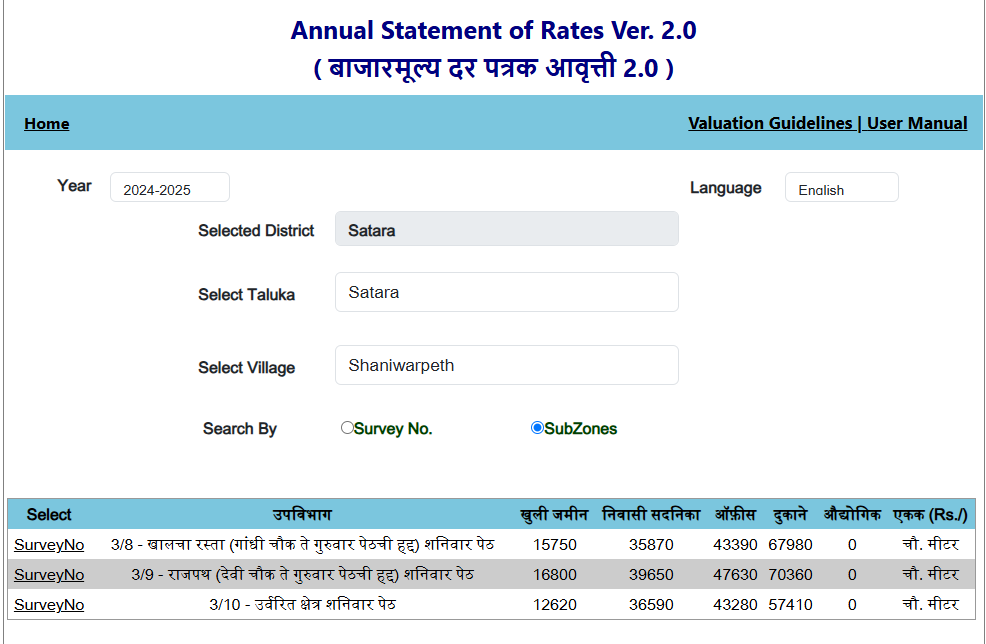 Annual Statement of Rates Ver. 2.0
( बाजारमूल्य दर पत्रक आवृत्ती 2.0 )
Home Valuation Guidelines | User Manual
Year 2024-2025 Language English
Selected District Satara
Select Taluka Satara
Select Village Shaniwarpeth
Search By Survey No. SubZones
Select उपविभाग खुली जमीन निवासी सदनिका ऑफ़ीस दुकाने औद्योगिक एकक (Rs./)
SurveyNo 3/8 - खालचा रस्ता (गांधी चौक ते गुरुवार पेठची हद्द) शनिवार पेठ 15750 35870 43390 67980 0 चौ. मीटर
SurveyNo 3/9 - राजपथ (देवी चौक ते गुरुवार पेठची हद्द) शनिवार पेठ 16800 39650 47630 70360 0 चौ. मीटर
SurveyNo 3/10 - उर्वरित क्षेत्र शनिवार पेठ 12620 36590 43280 57410 0 चौ. मीटर